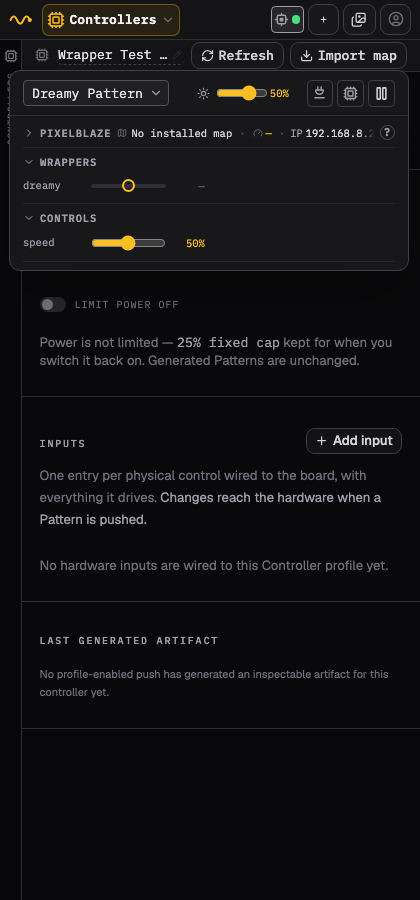 Controllers
Wrapper Test …
Refresh
Import map
Dreamy Pattern
50%
PIXELBLAZE No installed map · – · IP 192.168.8.2
WRAPPERS
dreamy –
CONTROLS
speed 50%
LIMIT POWER OFF
Power is not limited — 25% fixed cap kept for when you
switch it back on. Generated Patterns are unchanged.
INPUTS
+ Add input
One entry per physical control wired to the board, with
everything it drives. Changes reach the hardware when a
Pattern is pushed.
No hardware inputs are wired to this Controller profile yet.
LAST GENERATED ARTIFACT
No profile-enabled push has generated an inspectable artifact for this
controller yet.